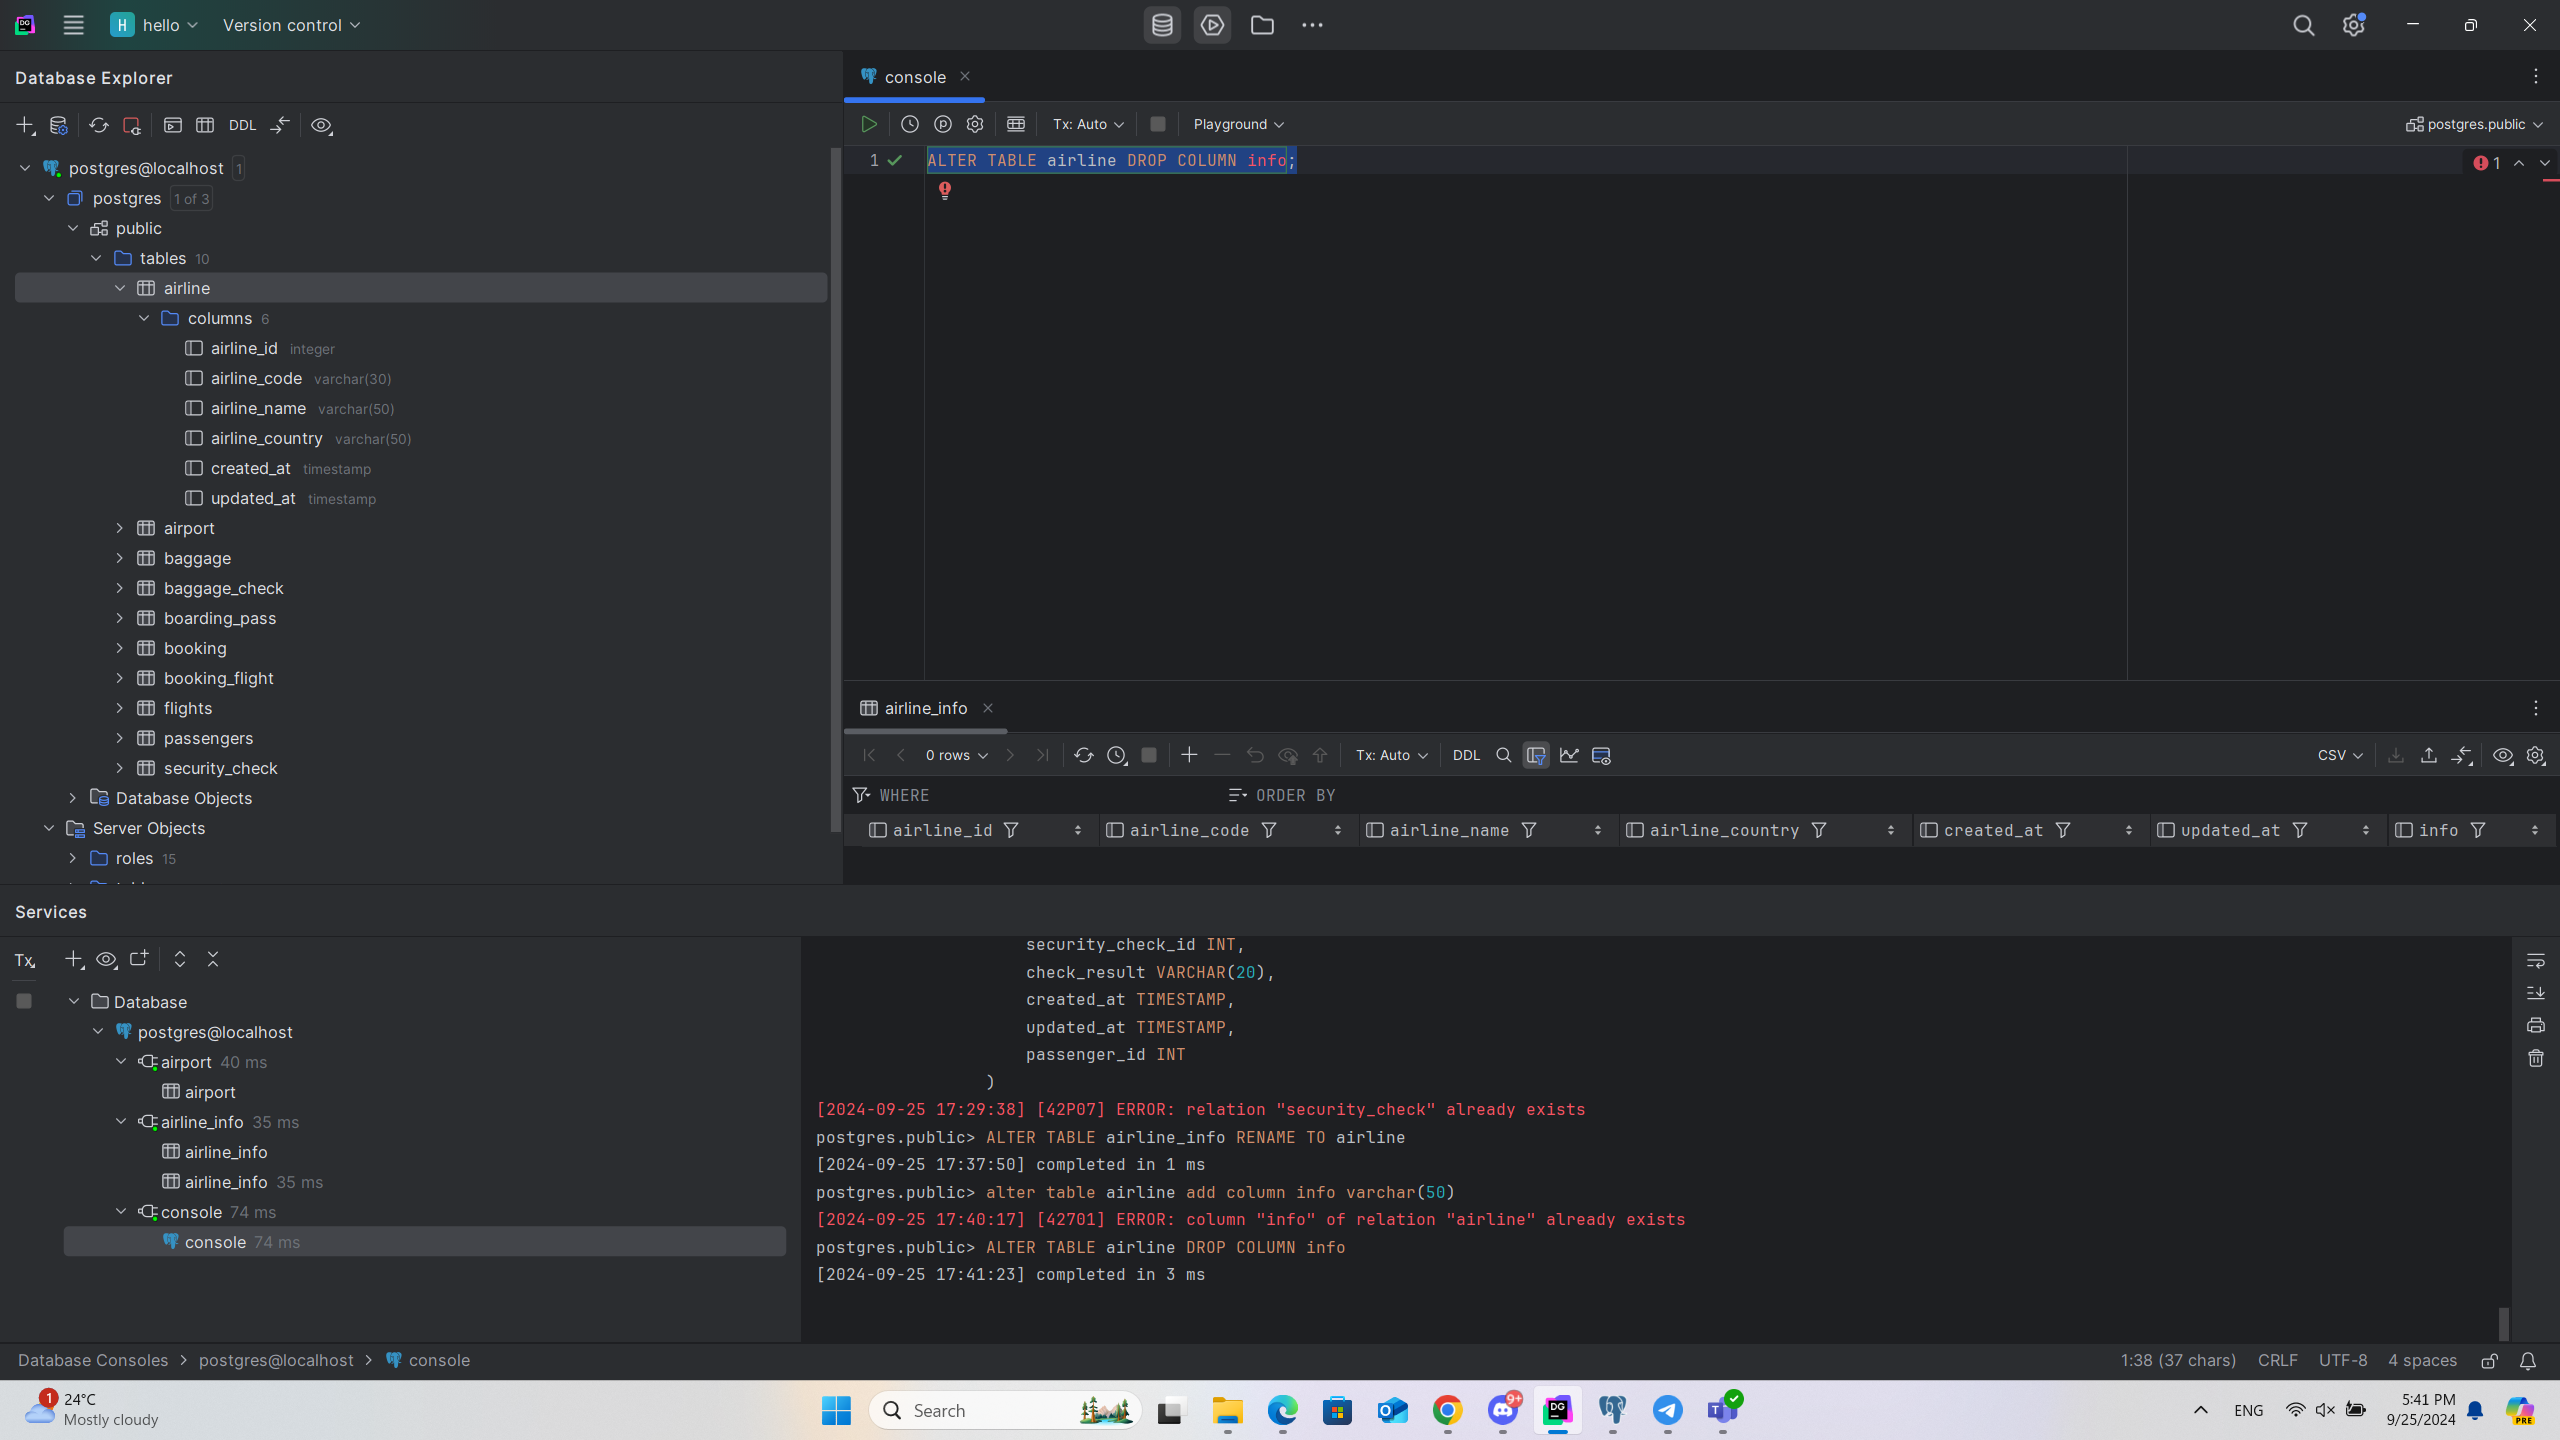 H hello Version control
Database Explorer
DDL
postgres@localhost 1
postgres 1 of 3
public
tables 10
airline
columns 6
airline_id integer
airline_code varchar(30)
airline_name varchar(50)
airline_country varchar(50)
created_at timestamp
updated_at timestamp
airport
baggage
baggage_check
boarding_pass
booking
booking_flight
flights
passengers
security_check
Database Objects
Server Objects
roles 15
console
Tx: Auto Playground postgres.public
1 ALTER TABLE airline DROP COLUMN info; 1
airline_info
0 rows Tx: Auto DDL CSV
WHERE ORDER BY
airline_id airline_code airline_name airline_country created_at updated_at info
Services
Tx
Database
postgres@localhost
airport 40 ms
airport
airline_info 35 ms
airline_info
airline_info 35 ms
console 74 ms
console 74 ms
security_check_id INT,
check_result VARCHAR(20),
created_at TIMESTAMP,
updated_at TIMESTAMP,
passenger_id INT
)
[2024-09-25 17:29:38] [42P07] ERROR: relation "security_check" already exists
postgres.public> ALTER TABLE airline_info RENAME TO airline
[2024-09-25 17:37:50] completed in 1 ms
postgres.public> alter table airline add column info varchar(50)
[2024-09-25 17:40:17] [42701] ERROR: column "info" of relation "airline" already exists
postgres.public> ALTER TABLE airline DROP COLUMN info
[2024-09-25 17:41:23] completed in 3 ms
Database Consoles > postgres@localhost > console
1:38 (37 chars) CRLF UTF-8 4 spaces
1 24°C
Mostly cloudy
Search
9+
DG
ENG
5:41 PM
9/25/2024
PRE